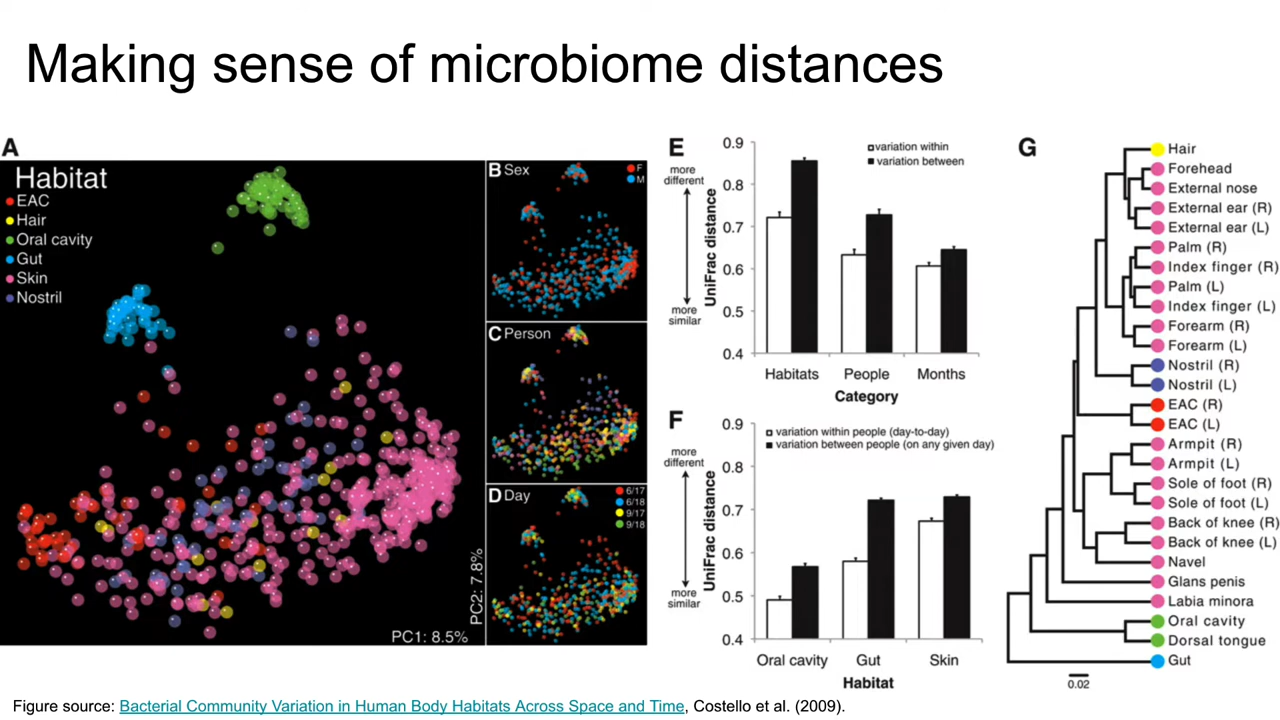 Making sense of microbiome distances
A
Habitat
EAC
Hair
Oral cavity
Gut
Skin
Nostril
PC2: 7.8%
PC1: 8.5%
B Sex
F
M
C Person
D Day
6/17
6/18
9/17
9/18
E
variation within
variation between
more different
more similar
UniFrac distance
0.9
0.8
0.7
0.6
0.5
0.4
Habitats People Months
Category
F
variation within people (day-to-day)
variation between people (on any given day)
more different
more similar
UniFrac distance
0.9
0.8
0.7
0.6
0.5
0.4
Oral cavity Gut Skin
Habitat
G
Hair
Forehead
External nose
External ear (R)
External ear (L)
Palm (R)
Index finger (R)
Palm (L)
Index finger (L)
Forearm (R)
Forearm (L)
Nostril (R)
Nostril (L)
EAC (R)
EAC (L)
Armpit (R)
Armpit (L)
Sole of foot (R)
Sole of foot (L)
Back of knee (R)
Back of knee (L)
Navel
Glans penis
Labia minora
Oral cavity
Dorsal tongue
Gut
0.02
Figure source: Bacterial Community Variation in Human Body Habitats Across Space and Time, Costello et al. (2009).